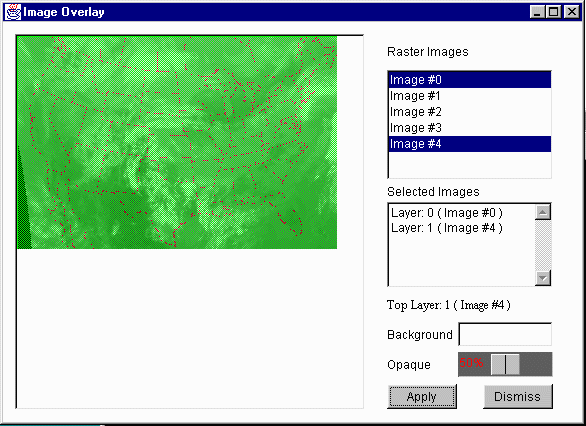 Image Overlay
Raster Images
Image #0
Image #1
Image #2
Image #3
Image #4
Selected Images
Layer: 0 ( Image #0 )
Layer: 1 ( Image #4 )
Top Layer: 1 ( Image #4 )
Background
Opaque 50%
Apply Dismiss